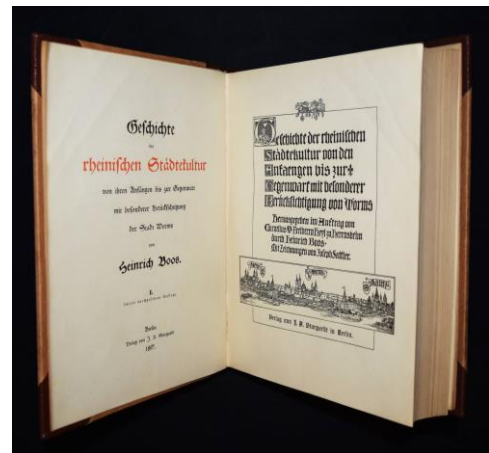 Geschichte
der
rheinischen Städtekultur
von ihren Anfängen bis zur Gegenwart
mit besonderer Berücksichtigung
der Stadt Worms
von
Heinrich Boos.
I.
Berlin
Verlag von J. A. Stargardt
1897.
Geschichte der rheinischen
Städtekultur von den
Anfaengen bis zur
Gegenwart mit besonderer
Berücksichtigung von Worms
Herausgegeben im Auftrag von
durch Heinrich Boos
Mit Zeichnungen von Joseph Sattler.
Verlag von J. A. Stargardt in Berlin.